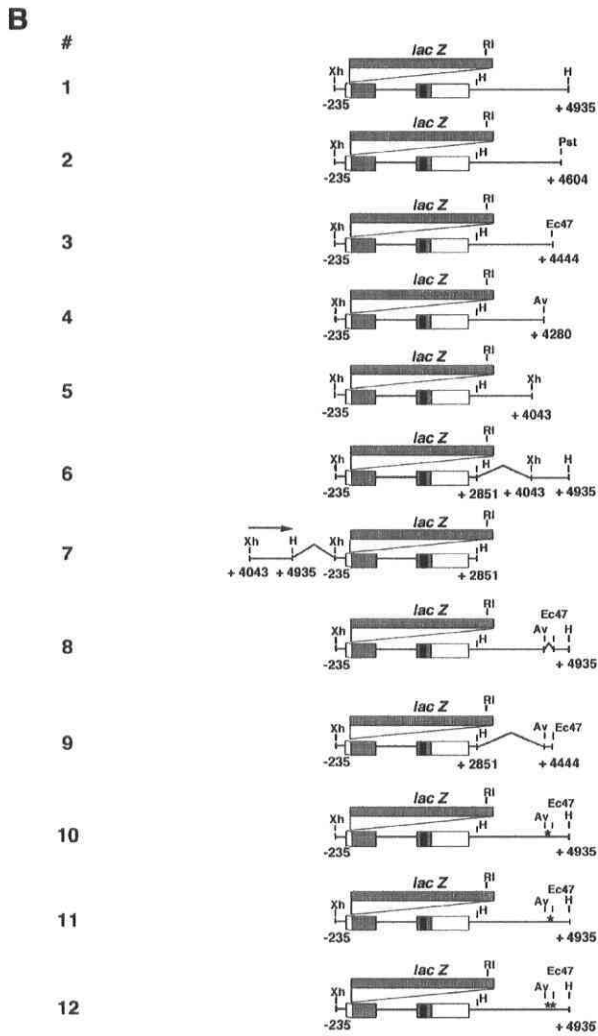 B
#
lac Z
RI
1
Xh
H
H
-235
+ 4935
lac Z
RI
2
Xh
H
Pst
-235
+ 4604
lac Z
RI
3
Xh
H
Ec47
-235
+ 4444
lac Z
RI
4
Xh
H
Av
-235
+ 4280
lac Z
RI
5
Xh
H
Xh
-235
+ 4043
lac Z
RI
6
Xh
H
Xh
H
-235
+ 2851
+ 4043
+ 4935
lac Z
RI
7
Xh
H
Xh
H
+ 4043
+ 4935
-235
+ 2851
lac Z
RI
Ec47
8
Xh
H
Av
H
-235
+ 4935
lac Z
RI
9
Xh
H
Av
Ec47
-235
+ 2851
+ 4444
lac Z
RI
Ec47
10
Xh
H
Av
H
*
-235
+ 4935
lac Z
RI
Ec47
11
Xh
H
Av
H
*
-235
+ 4935
lac Z
RI
Ec47
12
Xh
H
Av
H
**
-235
+ 4935